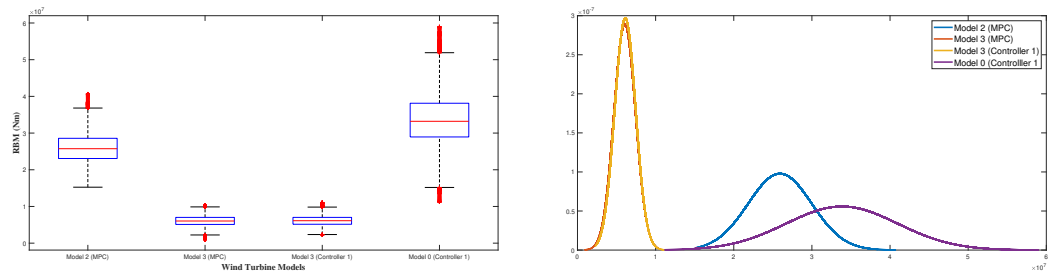 ×10⁷
6
5
4
3
2
1
0
RBM (Nm)
Model 2 (MPC)
Model 3 (MPC)
Model 3 (Controller 1)
Model 0 (Controller 1)
Wind Turbine Models
3 ×10⁻⁷
2.5
2
1.5
1
0.5
0
0
1
2
3
4
5
6
×10⁷
Model 2 (MPC)
Model 3 (MPC)
Model 3 (Controller 1)
Model 0 (Controlller 1